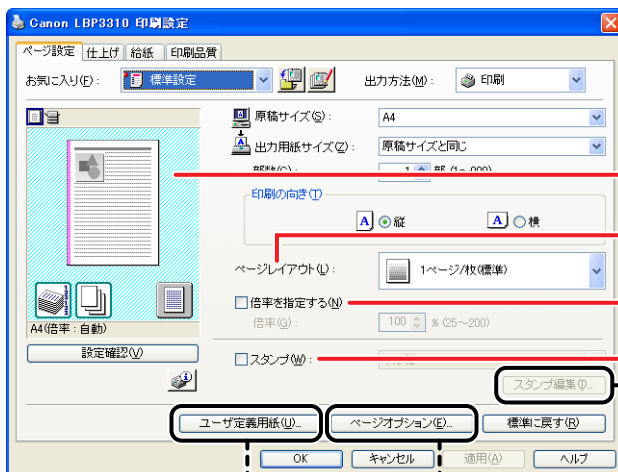 Canon LBP3310 印刷設定
ページ設定 仕上げ 給紙 印刷品質
お気に入り(F): 標準設定 出力方法(M): 印刷
原稿サイズ(S): A4
出力用紙サイズ(Z): 原稿サイズと同じ
印刷の向き(T)
A 縦 A 横
ページレイアウト(L): 1ページ/枚(標準)
倍率を指定する(N)
倍率(G): 100 % (25～200)
A4(倍率:自動)
設定確認(V)
スタンプ(W):
スタンプ編集(I)...
ユーザ定義用紙(U)... ページオプション(E)... 標準に戻す(R)
OK キャンセル 適用(A) ヘルプ